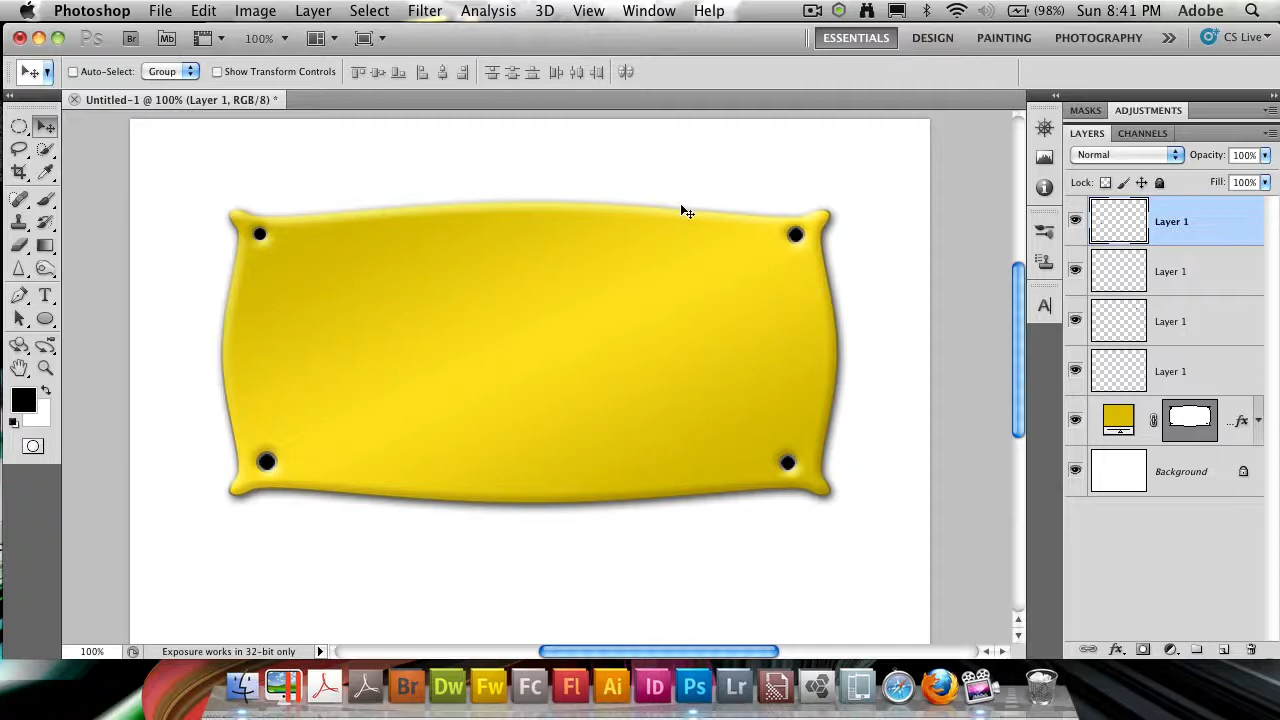 Photoshop File Edit Image Layer Select Filter Analysis 3D View Window Help (98%) Sun 8:41 PM Adobe
Ps Br Mb 100% ESSENTIALS DESIGN PAINTING PHOTOGRAPHY CS Live
Auto-Select: Group Show Transform Controls
Untitled-1 @ 100% (Layer 1, RGB/8) *
MASKS ADJUSTMENTS
LAYERS CHANNELS
Normal Opacity: 100%
Lock: Fill: 100%
Layer 1
Layer 1
Layer 1
Layer 1
...fx
Background
T
A
100% Exposure works in 32-bit only
fx
Br Dw Fw Fc Fl Ai Id Ps Lr